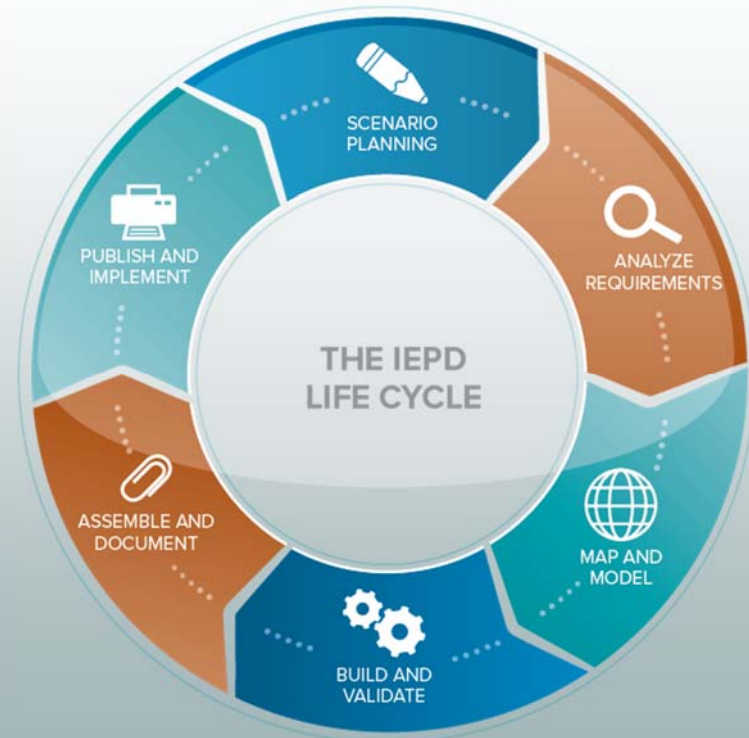 SCENARIO
PLANNING
ANALYZE
REQUIREMENTS
MAP AND
MODEL
BUILD AND
VALIDATE
ASSEMBLE AND
DOCUMENT
PUBLISH AND
IMPLEMENT
THE IEPD
LIFE CYCLE